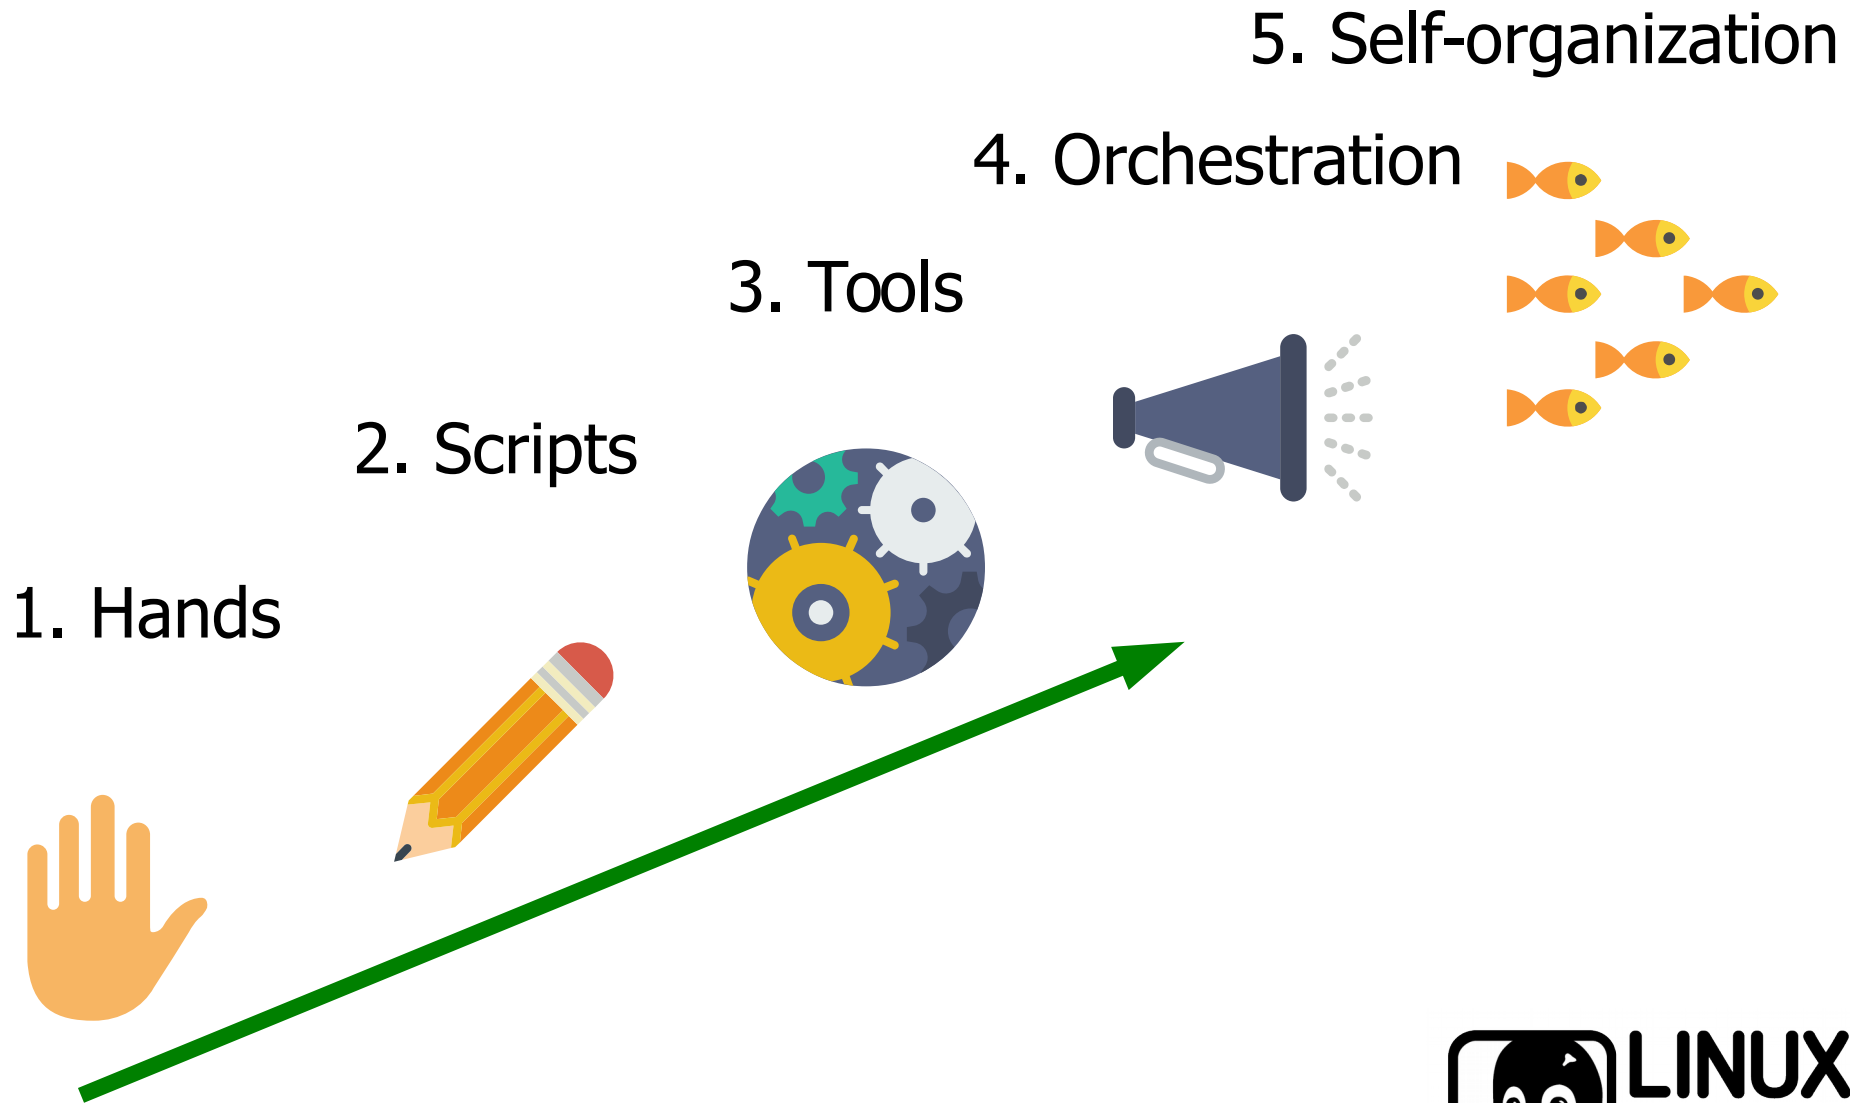 5. Self-organization
4. Orchestration
3. Tools
2. Scripts
1. Hands
LINUX